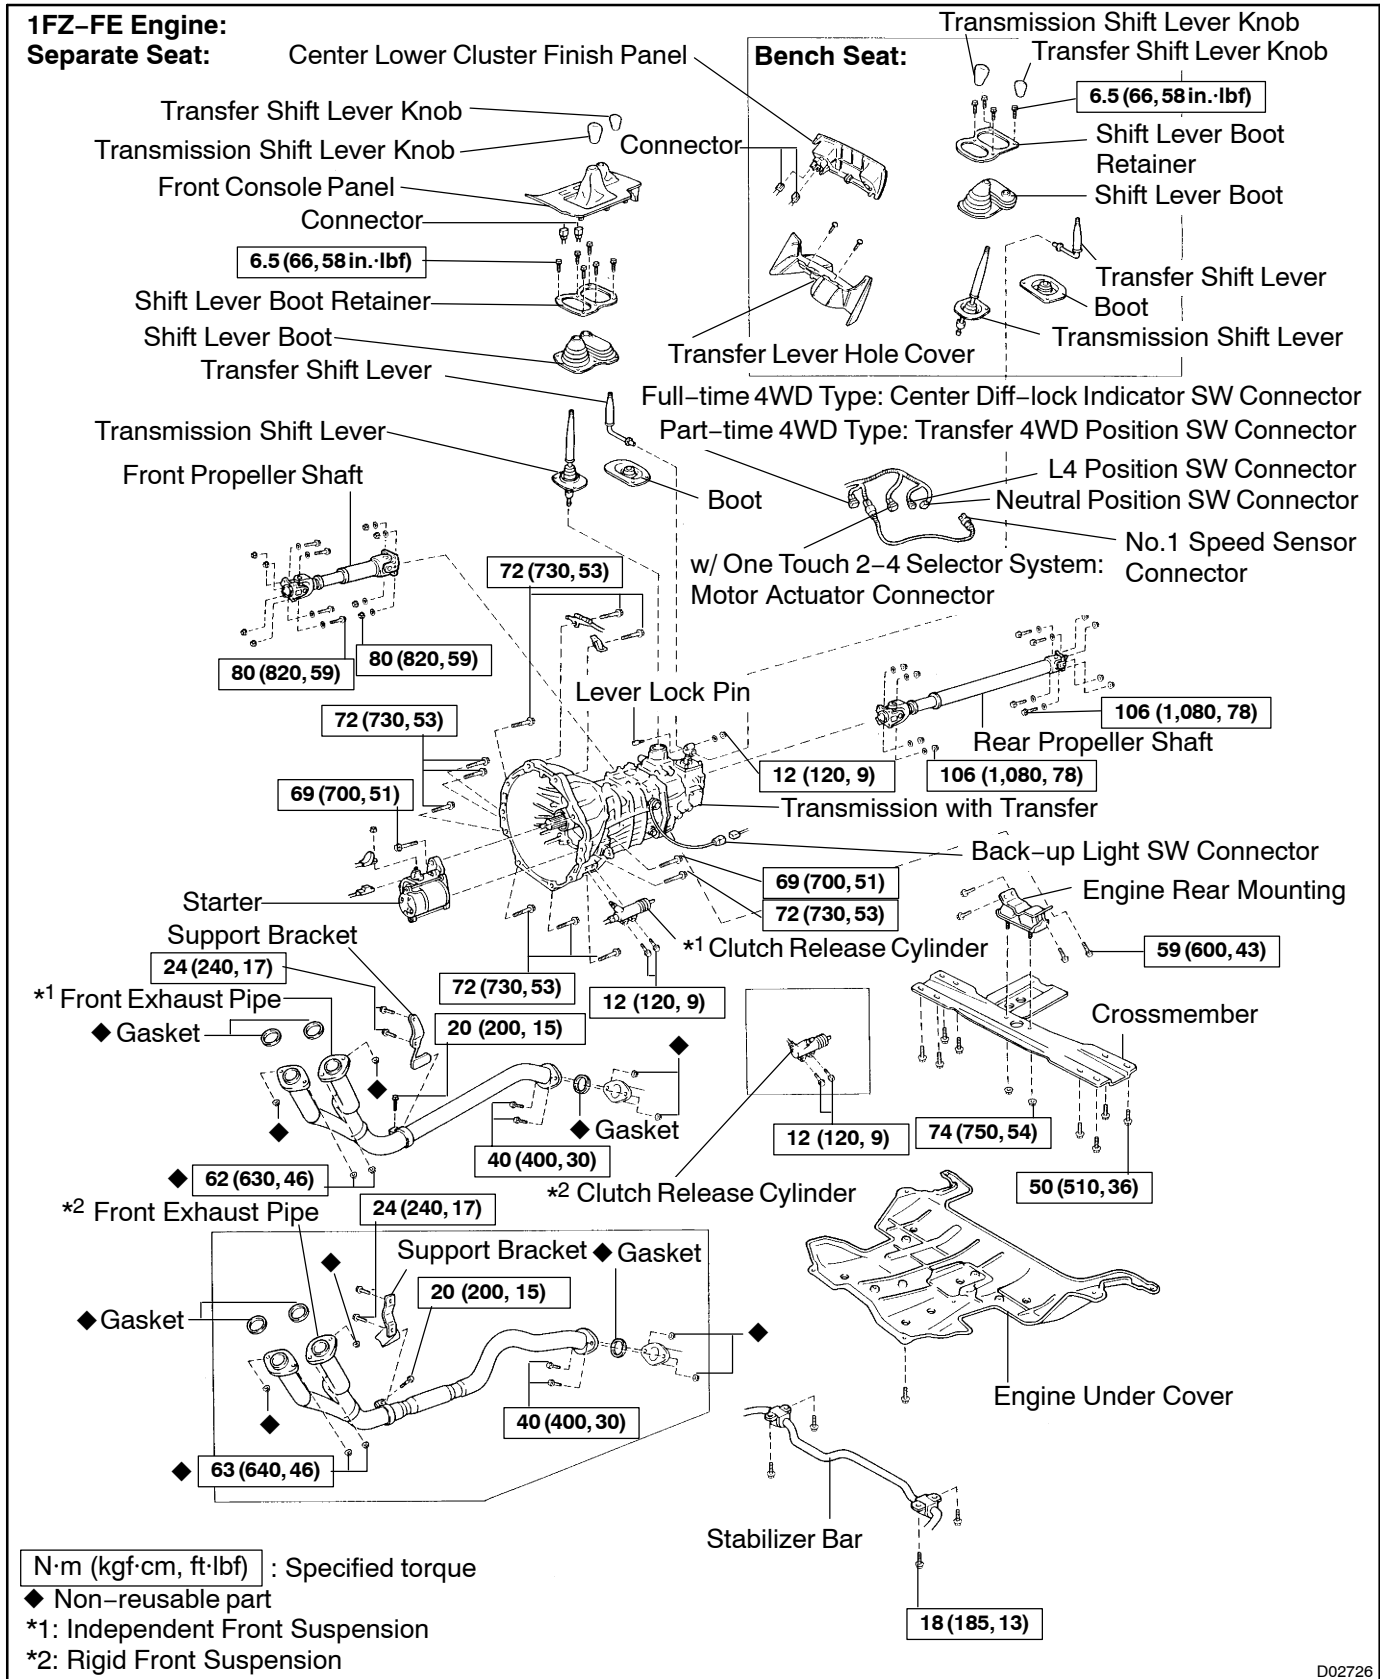 1FZ−FE Engine:
Separate Seat:
Center Lower Cluster Finish Panel
Bench Seat:
Transmission Shift Lever Knob
Transfer Shift Lever Knob
6.5 (66, 58 in.·lbf)
Shift Lever Boot
Retainer
Shift Lever Boot
Transfer Shift Lever
Boot
Transmission Shift Lever
Connector
Transfer Lever Hole Cover
Transfer Shift Lever Knob
Transmission Shift Lever Knob
Front Console Panel
Connector
6.5 (66, 58 in.·lbf)
Shift Lever Boot Retainer
Shift Lever Boot
Transfer Shift Lever
Transmission Shift Lever
Front Propeller Shaft
Boot
Full−time 4WD Type: Center Diff−lock Indicator SW Connector
Part−time 4WD Type: Transfer 4WD Position SW Connector
L4 Position SW Connector
Neutral Position SW Connector
No.1 Speed Sensor
Connector
w/ One Touch 2−4 Selector System:
Motor Actuator Connector
72 (730, 53)
80 (820, 59)
80 (820, 59)
72 (730, 53)
Lever Lock Pin
106 (1,080, 78)
Rear Propeller Shaft
12 (120, 9)
106 (1,080, 78)
69 (700, 51)
Transmission with Transfer
Back−up Light SW Connector
69 (700, 51)
Engine Rear Mounting
72 (730, 53)
Starter
Support Bracket
*1 Clutch Release Cylinder
59 (600, 43)
24 (240, 17)
72 (730, 53)
12 (120, 9)
*1 Front Exhaust Pipe
◆ Gasket
20 (200, 15)
◆
Crossmember
◆
◆
◆ Gasket
12 (120, 9)
74 (750, 54)
40 (400, 30)
◆ 62 (630, 46)
*2 Clutch Release Cylinder
50 (510, 36)
*2 Front Exhaust Pipe
24 (240, 17)
◆
Support Bracket
◆ Gasket
20 (200, 15)
◆ Gasket
◆
◆
40 (400, 30)
◆ 63 (640, 46)
Engine Under Cover
Stabilizer Bar
18 (185, 13)
N·m (kgf·cm, ft·lbf) : Specified torque
◆ Non−reusable part
*1: Independent Front Suspension
*2: Rigid Front Suspension
D02726